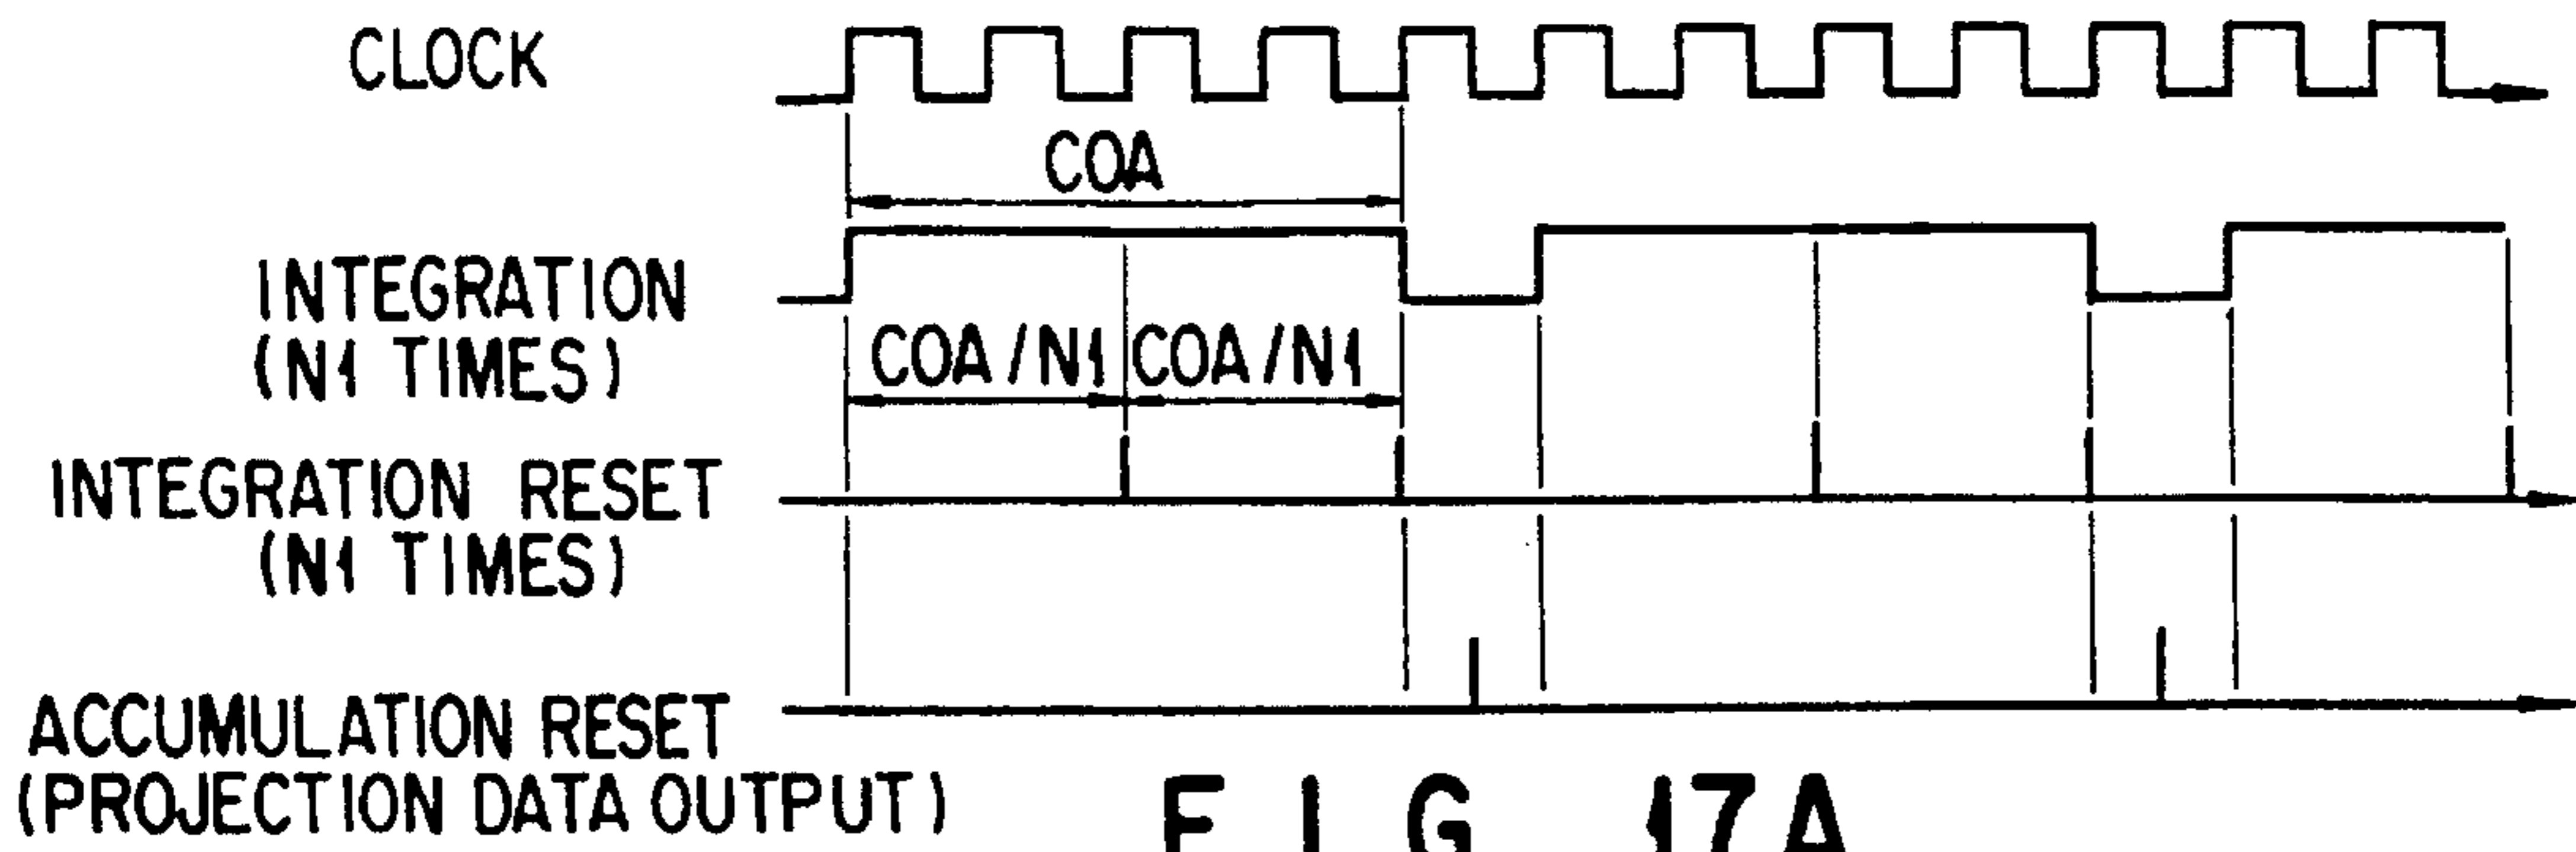 CLOCK
COA
INTEGRATION
(N1 TIMES)
COA/N1 COA/N1
INTEGRATION RESET
(N1 TIMES)
ACCUMULATION RESET
(PROJECTION DATA OUTPUT)
FIG 17A